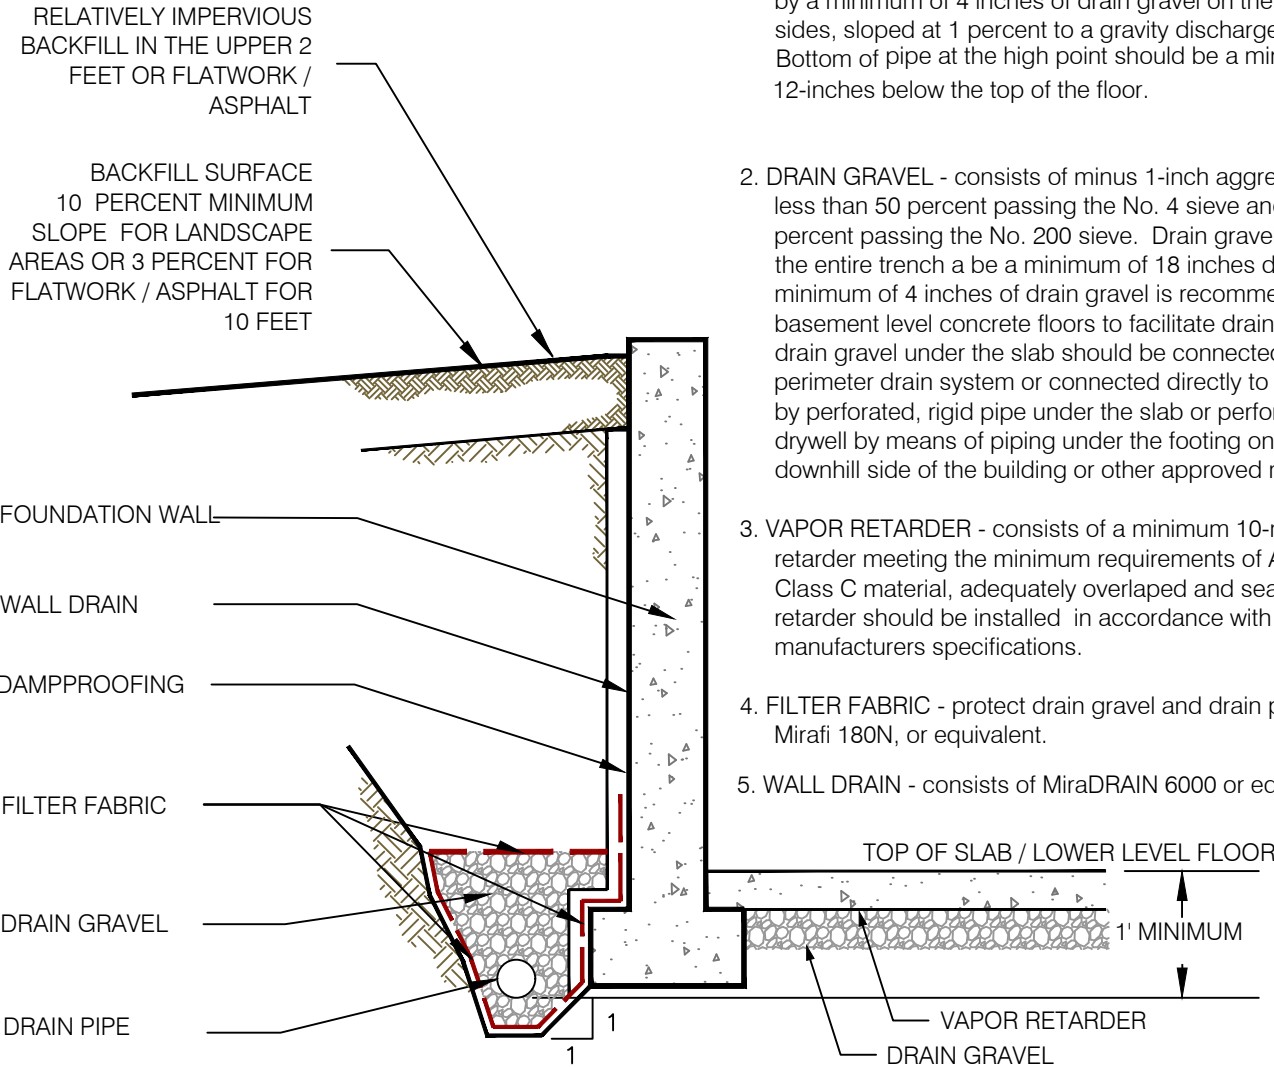 RELATIVELY IMPERVIOUS
BACKFILL IN THE UPPER 2
FEET OR FLATWORK /
ASPHALT
BACKFILL SURFACE
10 PERCENT MINIMUM
SLOPE FOR LANDSCAPE
AREAS OR 3 PERCENT FOR
FLATWORK / ASPHALT FOR
10 FEET
FOUNDATION WALL
WALL DRAIN
DAMPPROOFING
FILTER FABRIC
DRAIN GRAVEL
DRAIN PIPE
by a minimum of 4 inches of drain gravel on the
sides, sloped at 1 percent to a gravity discharge
Bottom of pipe at the high point should be a
12-inches below the top of the floor.
2. DRAIN GRAVEL - consists of minus 1-inch
less than 50 percent passing the No. 4 sieve
percent passing the No. 200 sieve. Drain
the entire trench a be a minimum of 18 inches
minimum of 4 inches of drain gravel is
basement level concrete floors to facilitate
drain gravel under the slab should be connected
perimeter drain system or connected directly to
by perforated, rigid pipe under the slab or
drywell by means of piping under the footing on
downhill side of the building or other approved
3. VAPOR RETARDER - consists of a minimum
retarder meeting the minimum requirements of
Class C material, adequately overlaped and
retarder should be installed in accordance with
manufacturers specifications.
4. FILTER FABRIC - protect drain gravel and drain
Mirafi 180N, or equivalent.
5. WALL DRAIN - consists of MiraDRAIN 6000 or
TOP OF SLAB / LOWER LEVEL FLOOR
1' MINIMUM
VAPOR RETARDER
DRAIN GRAVEL
1
1